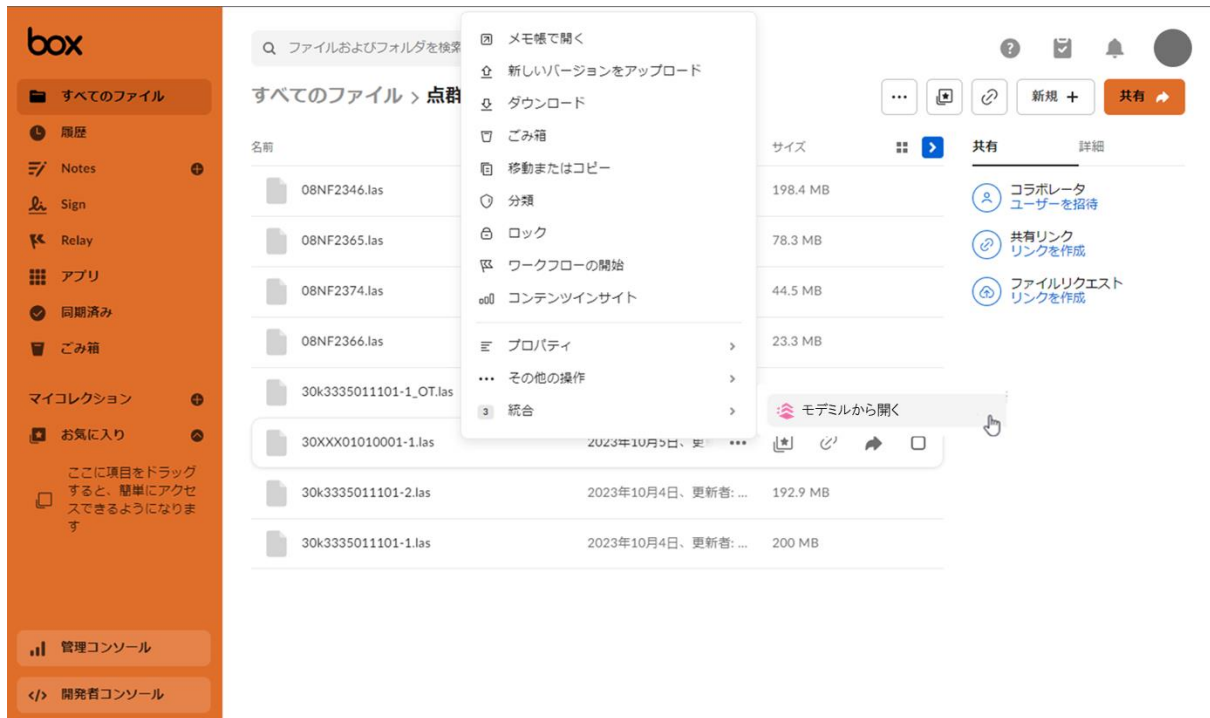 box
すべてのファイル
履歴
Notes
Sign
Relay
アプリ
同期済み
ごみ箱
マイコレクション
お気に入り
ここに項目をドラッグ
すると、簡単にアクセ
スできるようになりま
す
管理コンソール
</> 開発者コンソール
ファイルおよびフォルダを検索
すべてのファイル > 点群
新規 +
共有
名前
サイズ
08NF2346.las
198.4 MB
08NF2365.las
78.3 MB
08NF2374.las
44.5 MB
08NF2366.las
23.3 MB
30k3335011101-1_OT.las
30XXX01010001-1.las
2023年10月5日、更
30k3335011101-2.las
2023年10月4日、更新者: ...
192.9 MB
30k3335011101-1.las
2023年10月4日、更新者: ...
200 MB
メモ帳で開く
新しいバージョンをアップロード
ダウンロード
ごみ箱
移動またはコピー
分類
ロック
ワークフローの開始
コンテンツインサイト
プロパティ
その他の操作
3 統合
モデミルから開く
共有
詳細
コラボレータ
ユーザーを招待
共有リンク
リンクを作成
ファイルリクエスト
リンクを作成